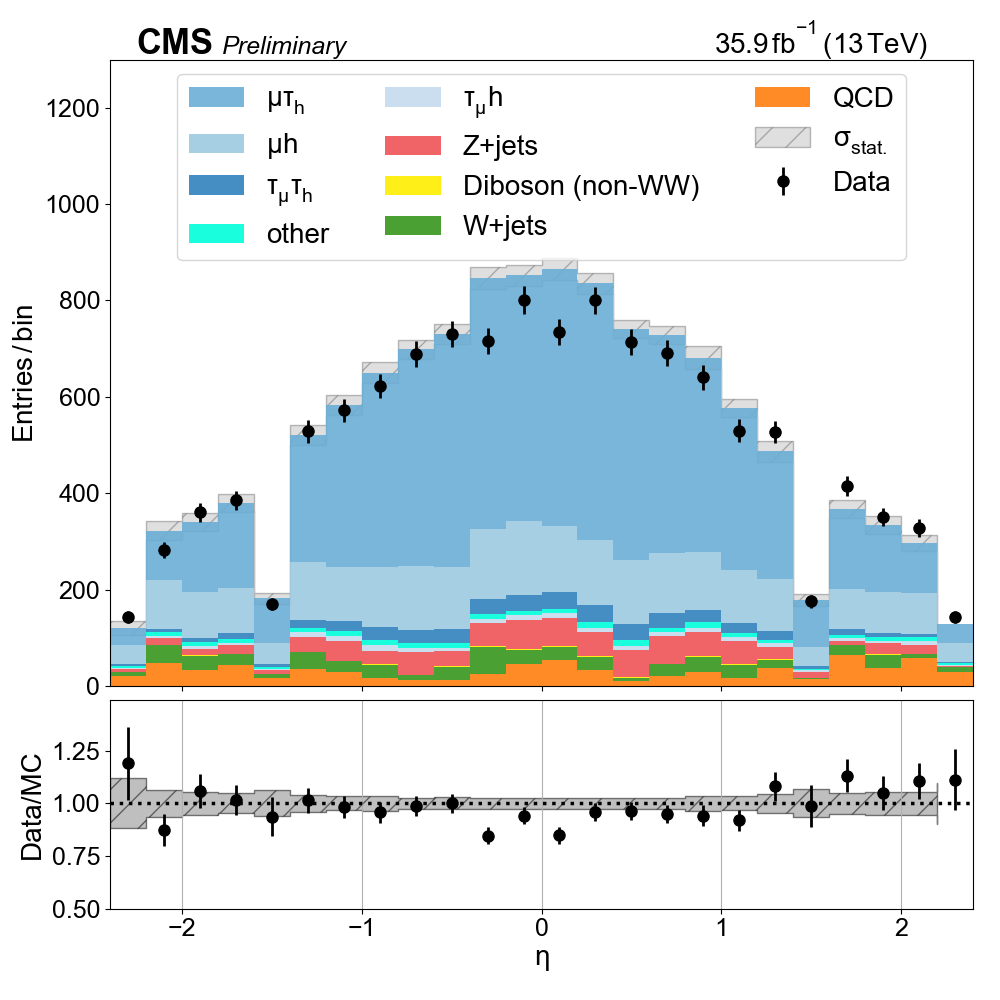 CMS Preliminary 35.9 fb⁻¹ (13 TeV)
μτ_h τ_μh QCD
μh Z+jets σ_stat.
τ_μτ_h Diboson (non-WW) Data
other W+jets
1200
1000
800
600
400
200
0
Entries / bin
1.25
1.00
0.75
0.50
Data/MC
−2 −1 0 1 2
η